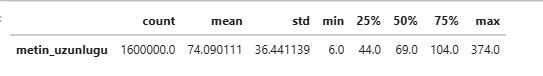 count mean std min 25% 50% 75% max
metin_uzunlugu 1600000.0 74.090111 36.441139 6.0 44.0 69.0 104.0 374.0